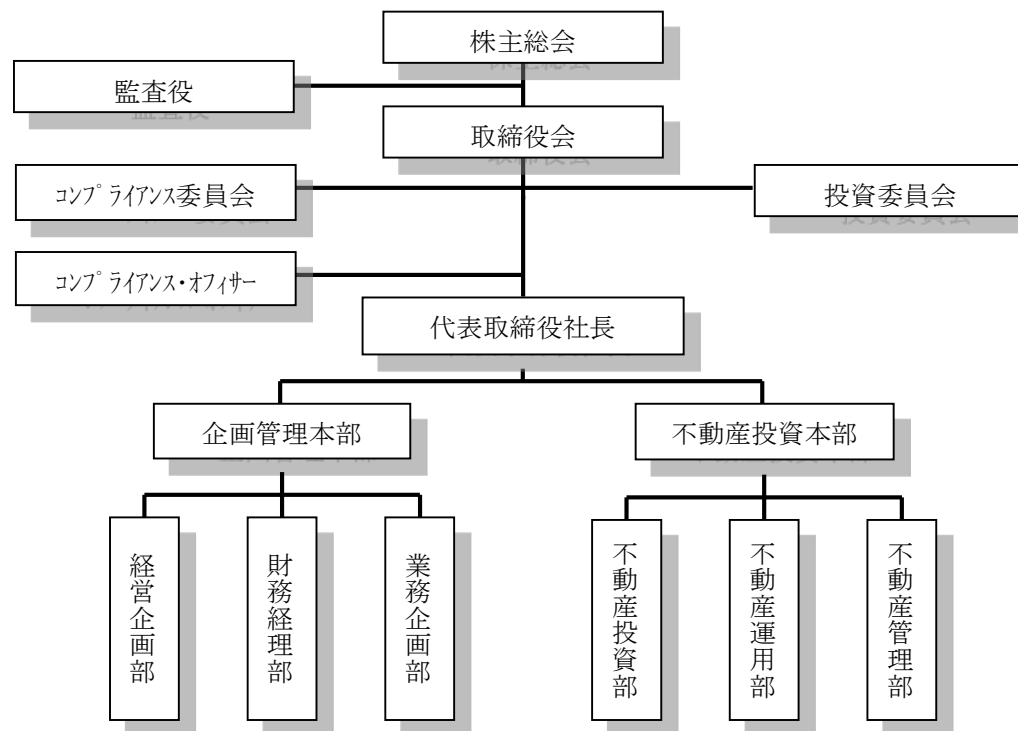 株主総会
監査役
取締役会
ｺﾝﾌﾟﾗｲｱﾝｽ委員会
投資委員会
ｺﾝﾌﾟﾗｲｱﾝｽ・ｵﾌｨｻｰ
代表取締役社長
企画管理本部
不動産投資本部
経営企画部
財務経理部
業務企画部
不動産投資部
不動産運用部
不動産管理部